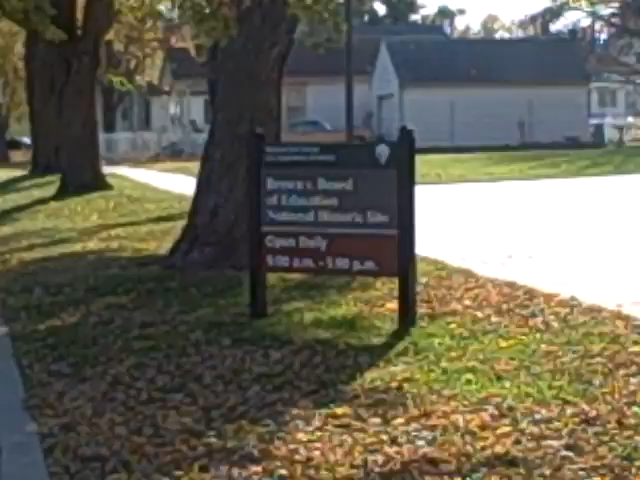 Brown v. Board
of Education
National Historic Site
Open Daily
9:00 a.m. - 5:00 p.m.